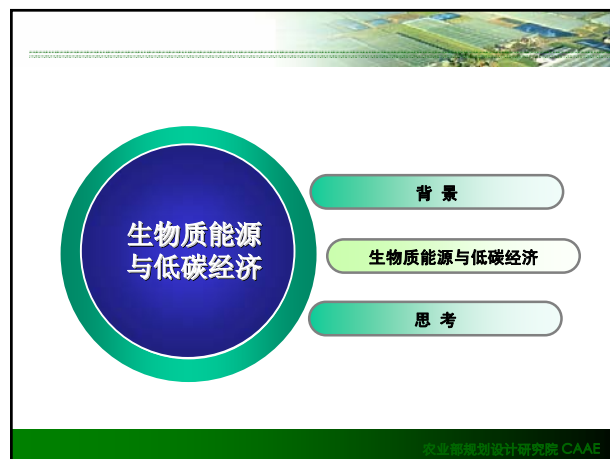 生物质能源
与低碳经济
背 景
生物质能源与低碳经济
思 考
农业部规划设计研究院 CAAE